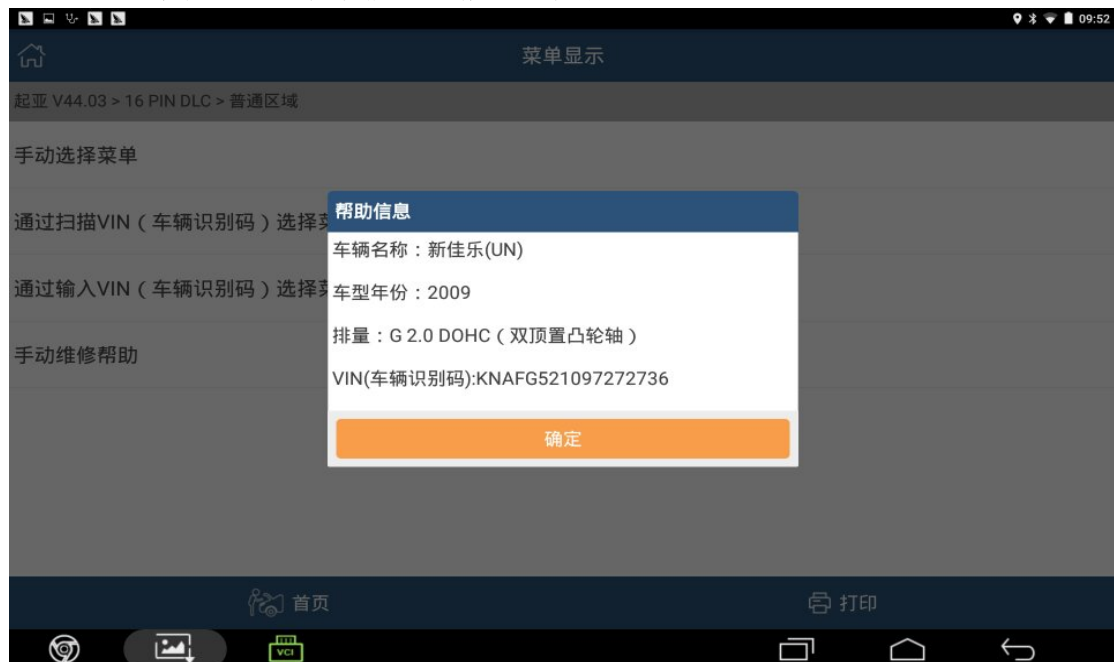 09:52
菜单显示
起亚 V44.03 > 16 PIN DLC > 普通区域
手动选择菜单
通过扫描VIN（车辆识别码）选择菜
通过输入VIN（车辆识别码）选择菜
手动维修帮助
帮助信息
车辆名称：新佳乐(UN)
车型年份：2009
排量：G 2.0 DOHC（双顶置凸轮轴）
VIN(车辆识别码):KNAFG521097272736
确定
首页
打印
VCI